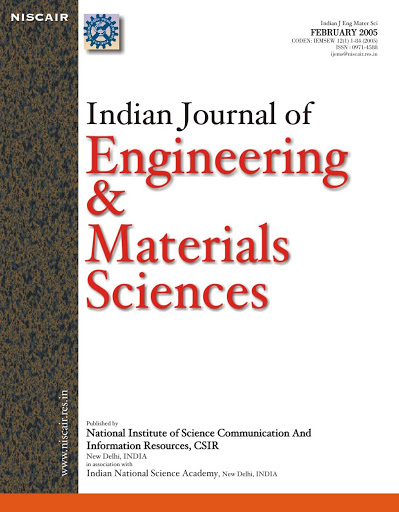 NISCAIR
Indian J Eng Mater Sci
FEBRUARY 2005
CODEN: IEMSEW 12(1) 1-84 (2005)
ISSN : 0971-4588
ijems@niscair.res.in
Indian Journal of
Engineering
&
Materials
Sciences
www.niscair.res.in
Published by
National Institute of Science Communication And
Information Resources, CSIR
New Delhi, INDIA
in association with
Indian National Science Academy, New Delhi, INDIA